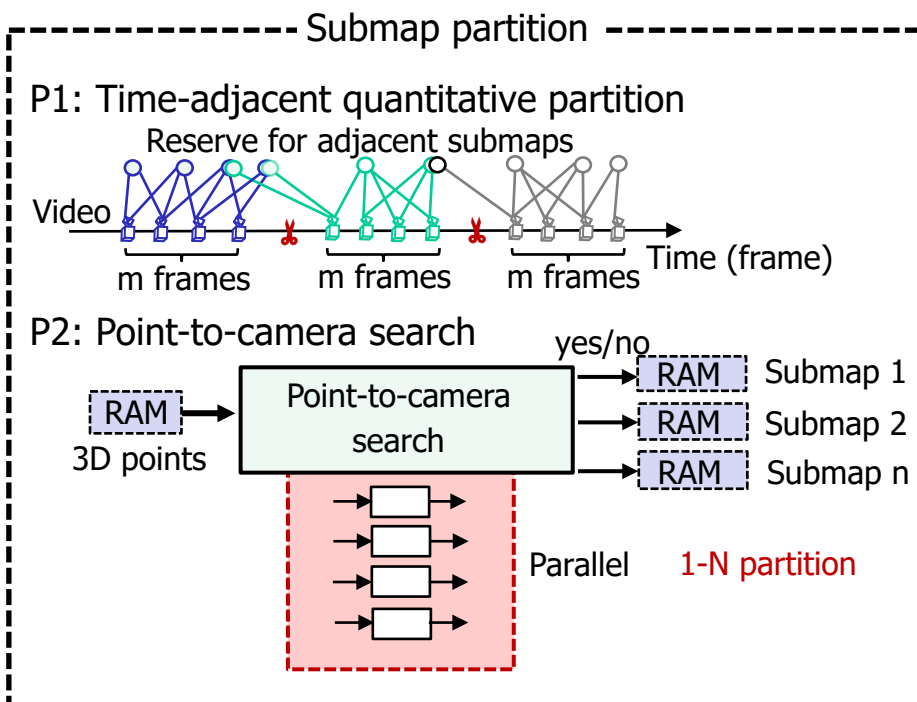 Submap partition
P1: Time-adjacent quantitative partition
Reserve for adjacent submaps
Video
Time (frame)
m frames
m frames
m frames
P2: Point-to-camera search
yes/no
RAM
3D points
Point-to-camera
search
RAM
Submap 1
RAM
Submap 2
RAM
Submap n
Parallel
1-N partition